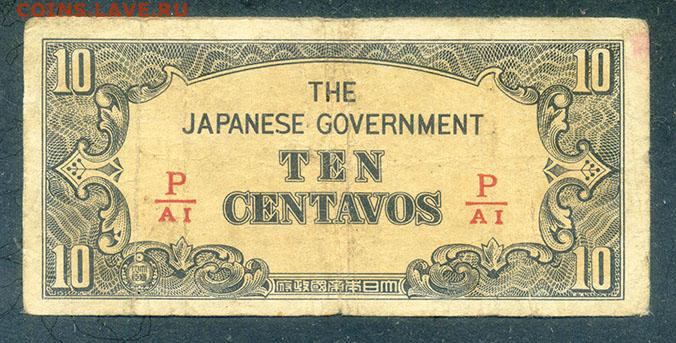 COINS.LAVE.RU
10 10
THE
JAPANESE GOVERNMENT
TEN
CENTAVOS
P P
AI AI
10 10
大日本帝國政府